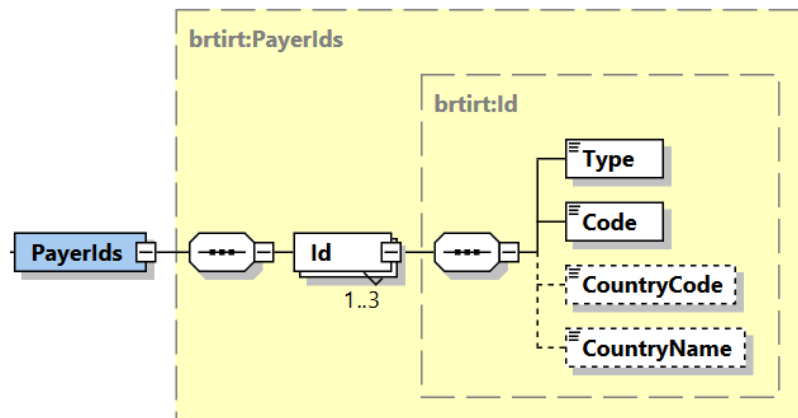 brtirt:PayerIds
brtirt:Id
Type
Code
PayerIds
Id
1..3
CountryCode
CountryName